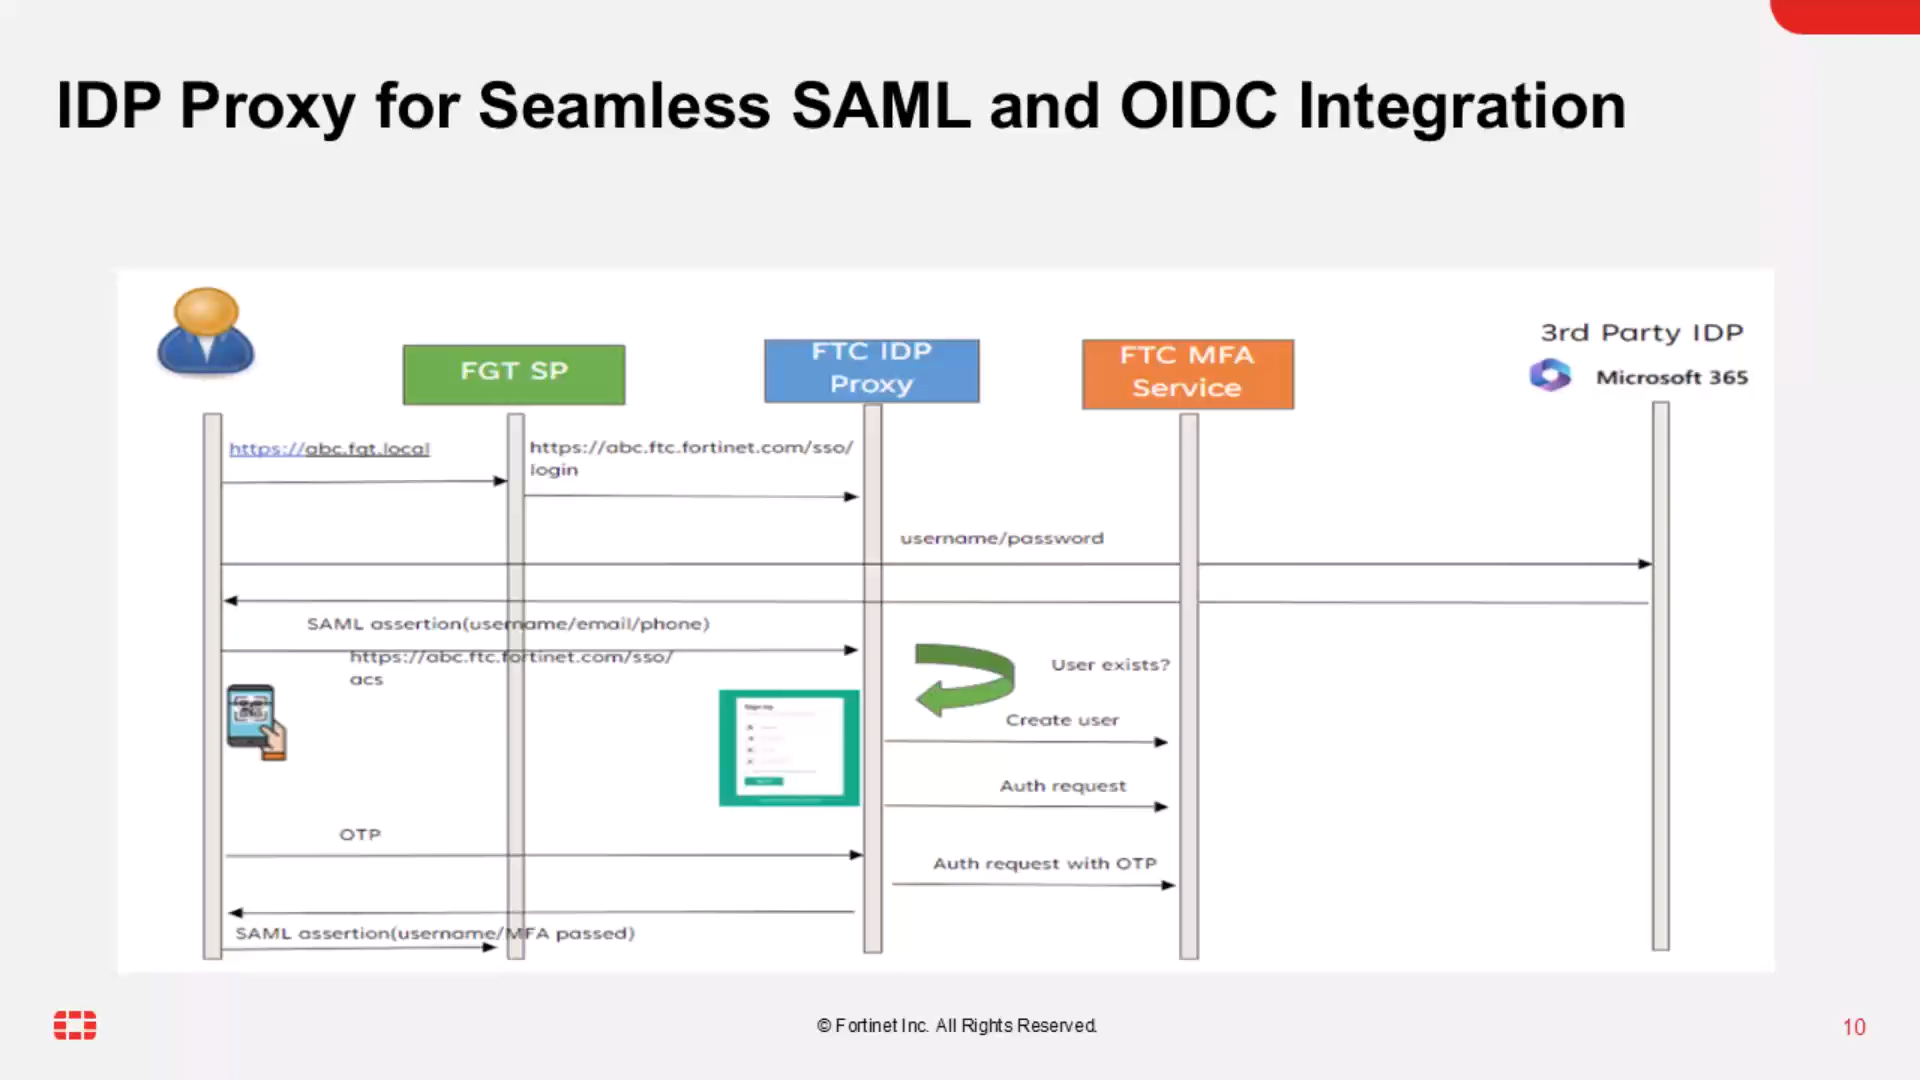 IDP Proxy for Seamless SAML and OIDC Integration
FGT SP
FTC IDP
Proxy
FTC MFA
Service
3rd Party IDP
Microsoft 365
https://abc.fgt.local
https://abc.ftc.fortinet.com/sso/
login
username/password
SAML assertion(username/email/phone)
https://abc.ftc.fortinet.com/sso/
acs
User exists?
Create user
Auth request
OTP
Auth request with OTP
SAML assertion(username/MFA passed)
© Fortinet Inc. All Rights Reserved.
10